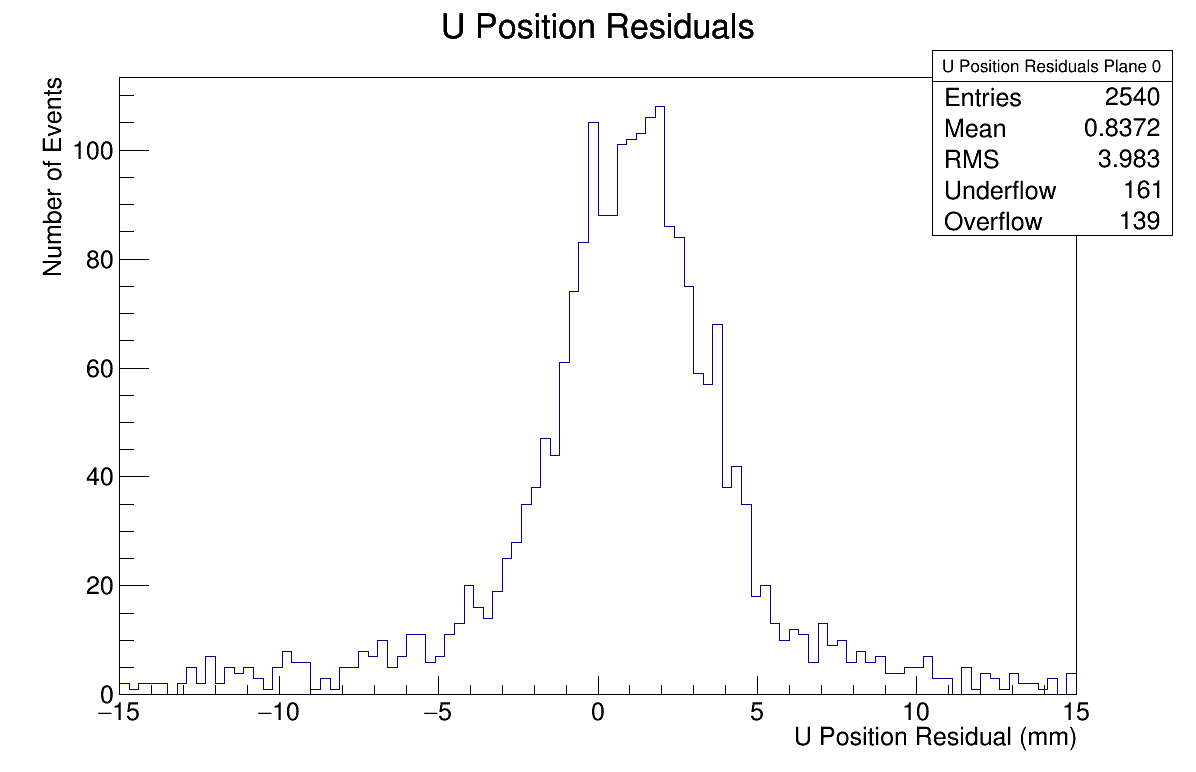 U Position Residuals
U Position Residuals Plane 0
Entries 2540
Mean 0.8372
RMS 3.983
Underflow 161
Overflow 139
Number of Events
100
80
60
40
20
0
−15 −10 −5 0 5 10 15
U Position Residual (mm)